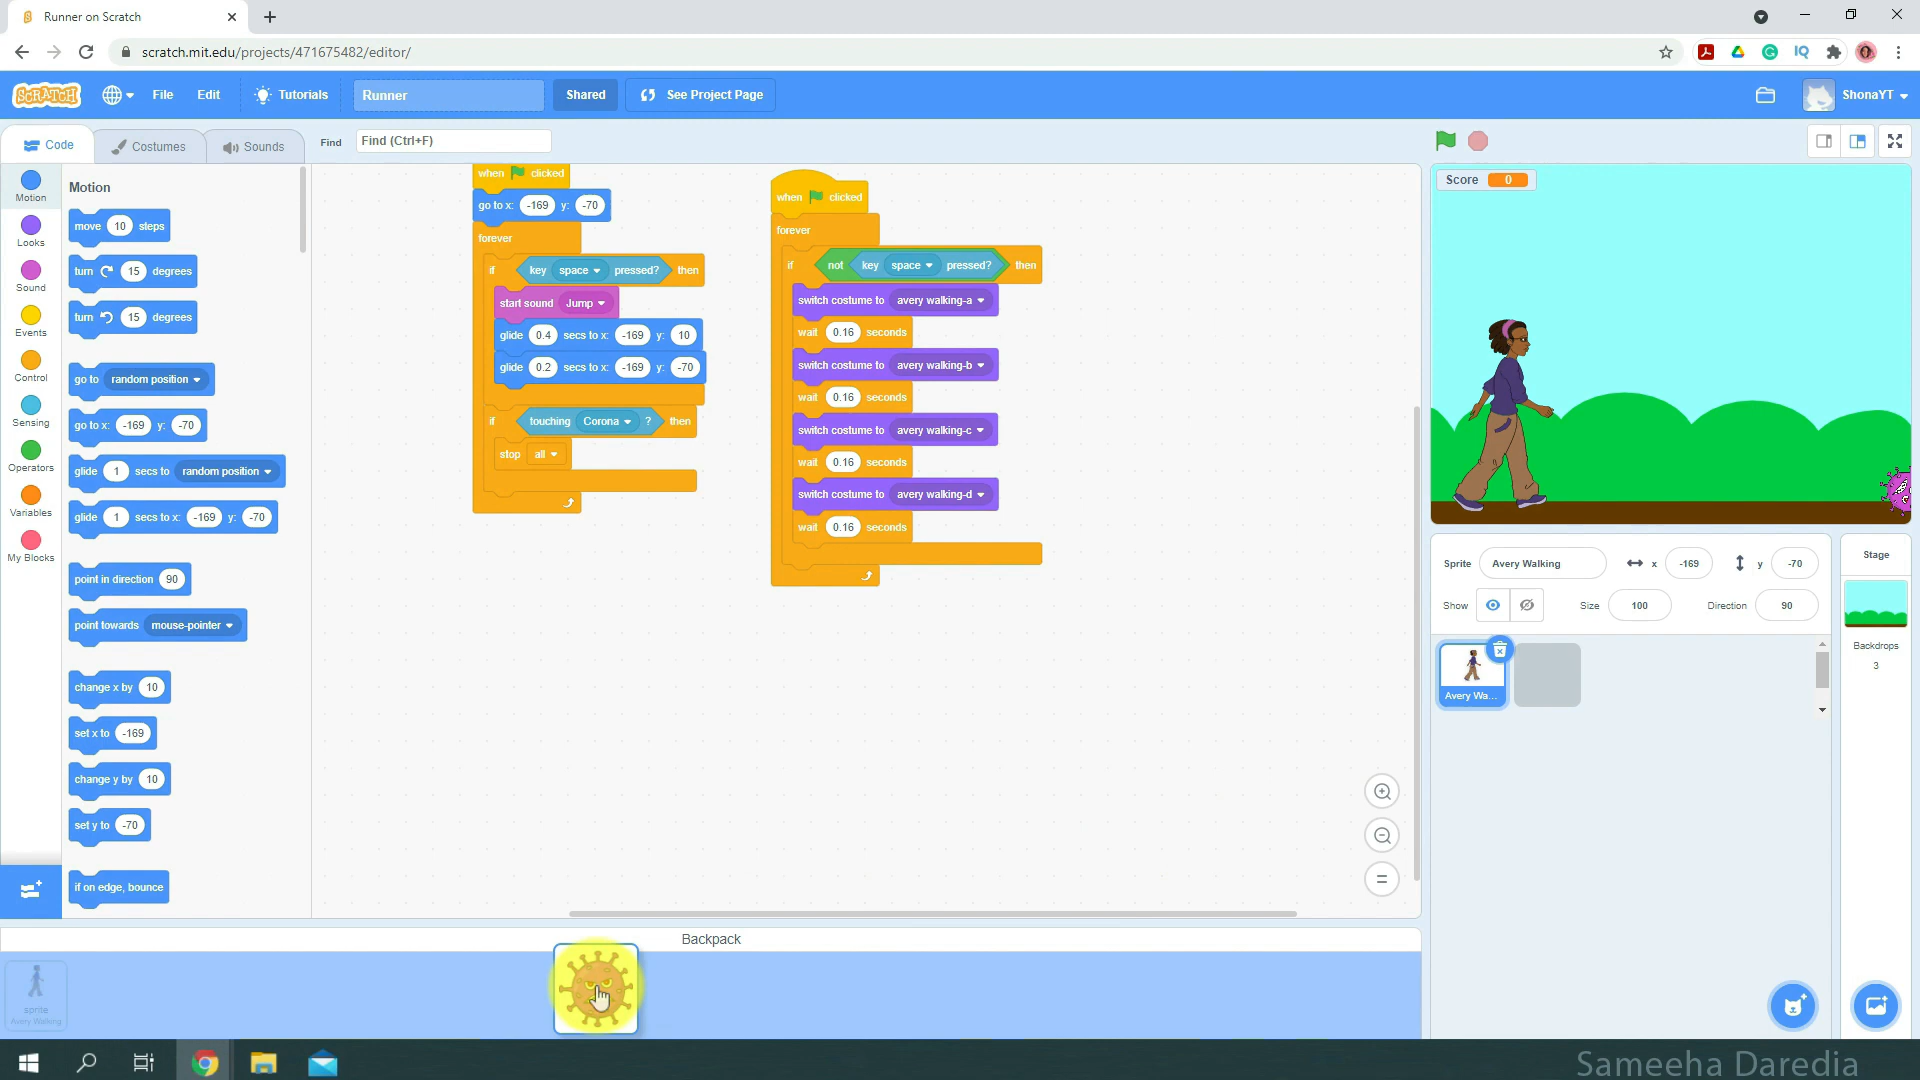 Runner on Scratch
scratch.mit.edu/projects/471675482/editor/
SCRATCH
File
Edit
Tutorials
Runner
Shared
See Project Page
ShonaYT
Code
Costumes
Sounds
Find
Find (Ctrl+F)
Motion
Looks
Sound
Events
Control
Sensing
Operators
Variables
My Blocks
Motion
move 10 steps
turn 15 degrees
turn 15 degrees
go to random position
go to x: -169 y: -70
glide 1 secs to random position
glide 1 secs to x: -169 y: -70
point in direction 90
point towards mouse-pointer
change x by 10
set x to -169
change y by 10
set y to -70
if on edge, bounce
when clicked
go to x: -169 y: -70
forever
if key space pressed? then
start sound Jump
glide 0.4 secs to x: -169 y: 10
glide 0.2 secs to x: -169 y: -70
if touching Corona ? then
stop all
when clicked
forever
if not key space pressed? then
switch costume to avery walking-a
wait 0.16 seconds
switch costume to avery walking-b
wait 0.16 seconds
switch costume to avery walking-c
wait 0.16 seconds
switch costume to avery walking-d
wait 0.16 seconds
Score 0
Sprite Avery Walking x -169 y -70
Show Size 100 Direction 90
Avery Wa...
Stage
Backdrops
3
Backpack
sprite
Avery Walking
Sameeha Daredia